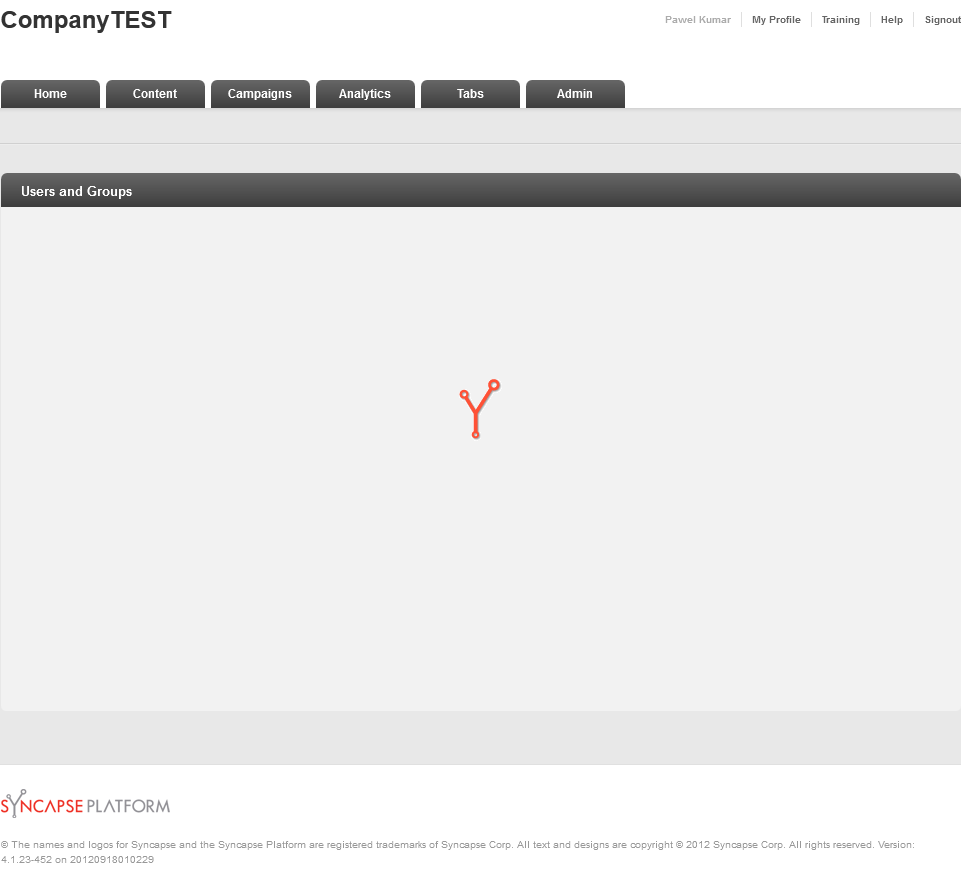 CompanyTEST
Pawel Kumar My Profile Training Help Signout
Home Content Campaigns Analytics Tabs Admin
Users and Groups
SYNCAPSE PLATFORM
© The names and logos for Syncapse and the Syncapse Platform are registered trademarks of Syncapse Corp. All text and designs are copyright © 2012 Syncapse Corp. All rights reserved. Version:
4.1.23-452 on 20120918010229